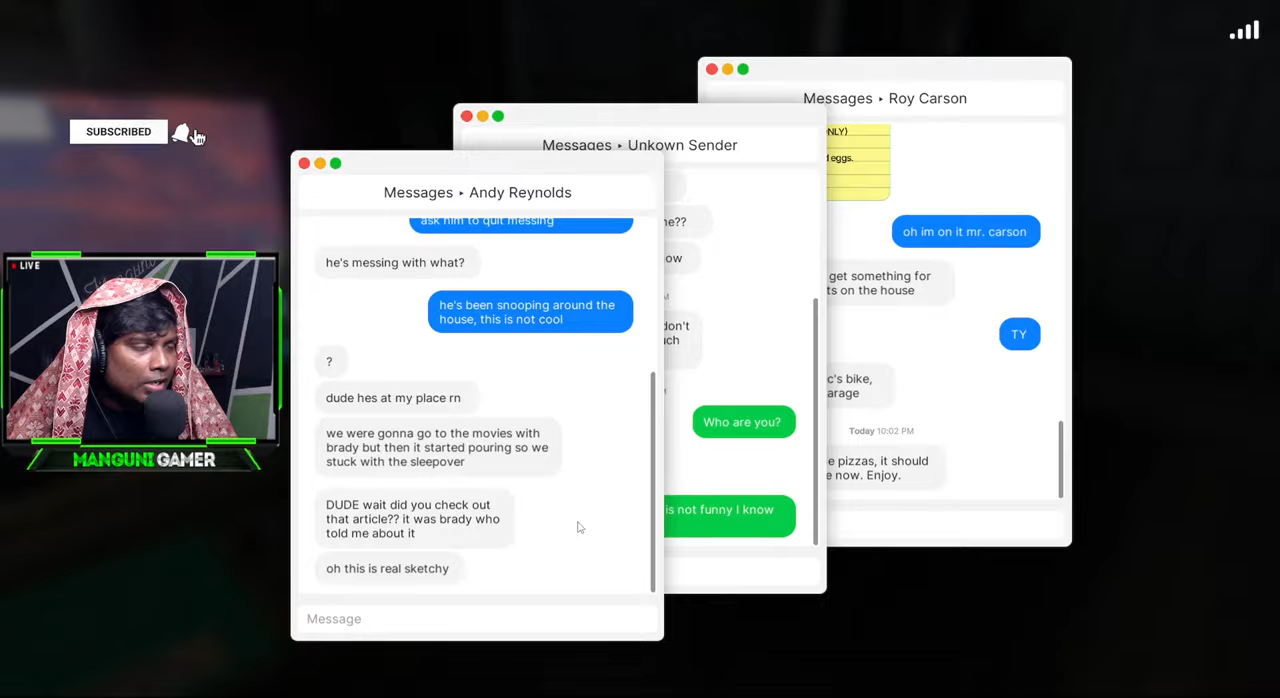 SUBSCRIBED
LIVE
MANGUNI GAMER
Messages ▸ Andy Reynolds
ask him to quit messing
he's messing with what?
he's been snooping around the
house, this is not cool
?
dude hes at my place rn
we were gonna go to the movies with
brady but then it started pouring so we
stuck with the sleepover
DUDE wait did you check out
that article?? it was brady who
told me about it
oh this is real sketchy
Message
Messages ▸ Unkown Sender
ow
Who are you?
is not funny I know
Messages ▸ Roy Carson
NLY)
eggs.
oh im on it mr. carson
get something for
ts on the house
TY
c's bike,
arage
Today 10:02 PM
e pizzas, it should
e now. Enjoy.